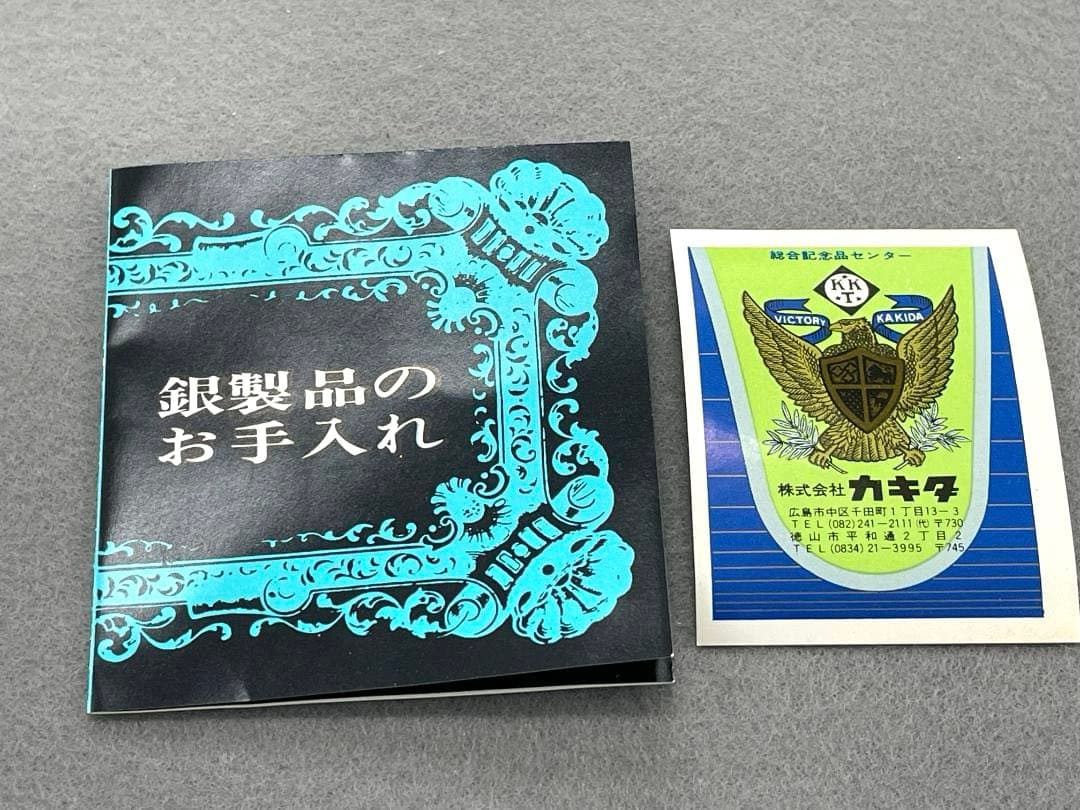 銀製品の
お手入れ
総合記念品センター
KK
・T・
VICTORY KAKIDA
株式会社 カキダ
広島市中区千田町1丁目13-3
TEL(082)241-2111(代)〒730
徳山市平和通2丁目2
TEL(0834)21-3995 〒745